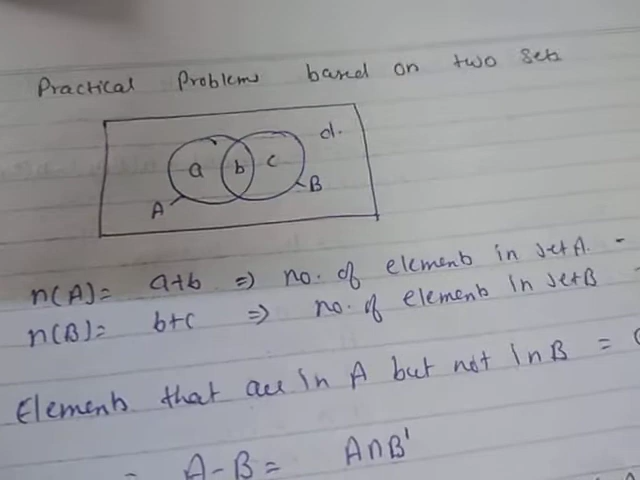 Practical Problems based on two sets
a b c d.
A B
n(A) = a+b => no. of elements in set A.
n(B) = b+c => no. of elements in set B
Elements that are in A but not in B =
= A-B = A∩B'